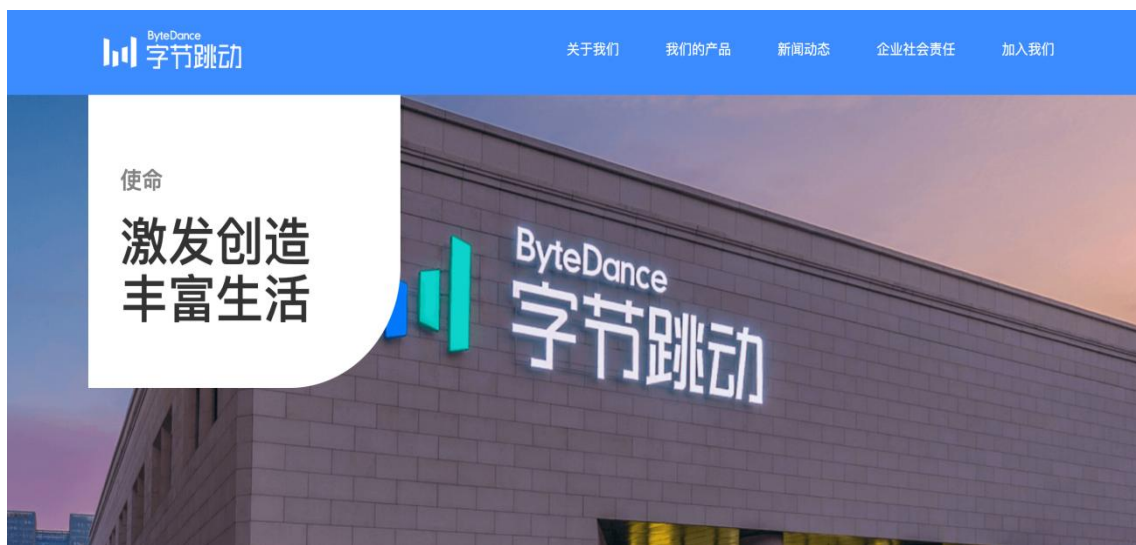 ByteDance
字节跳动
关于我们 我们的产品 新闻动态 企业社会责任 加入我们
使命
激发创造
丰富生活
ByteDance
字节跳动